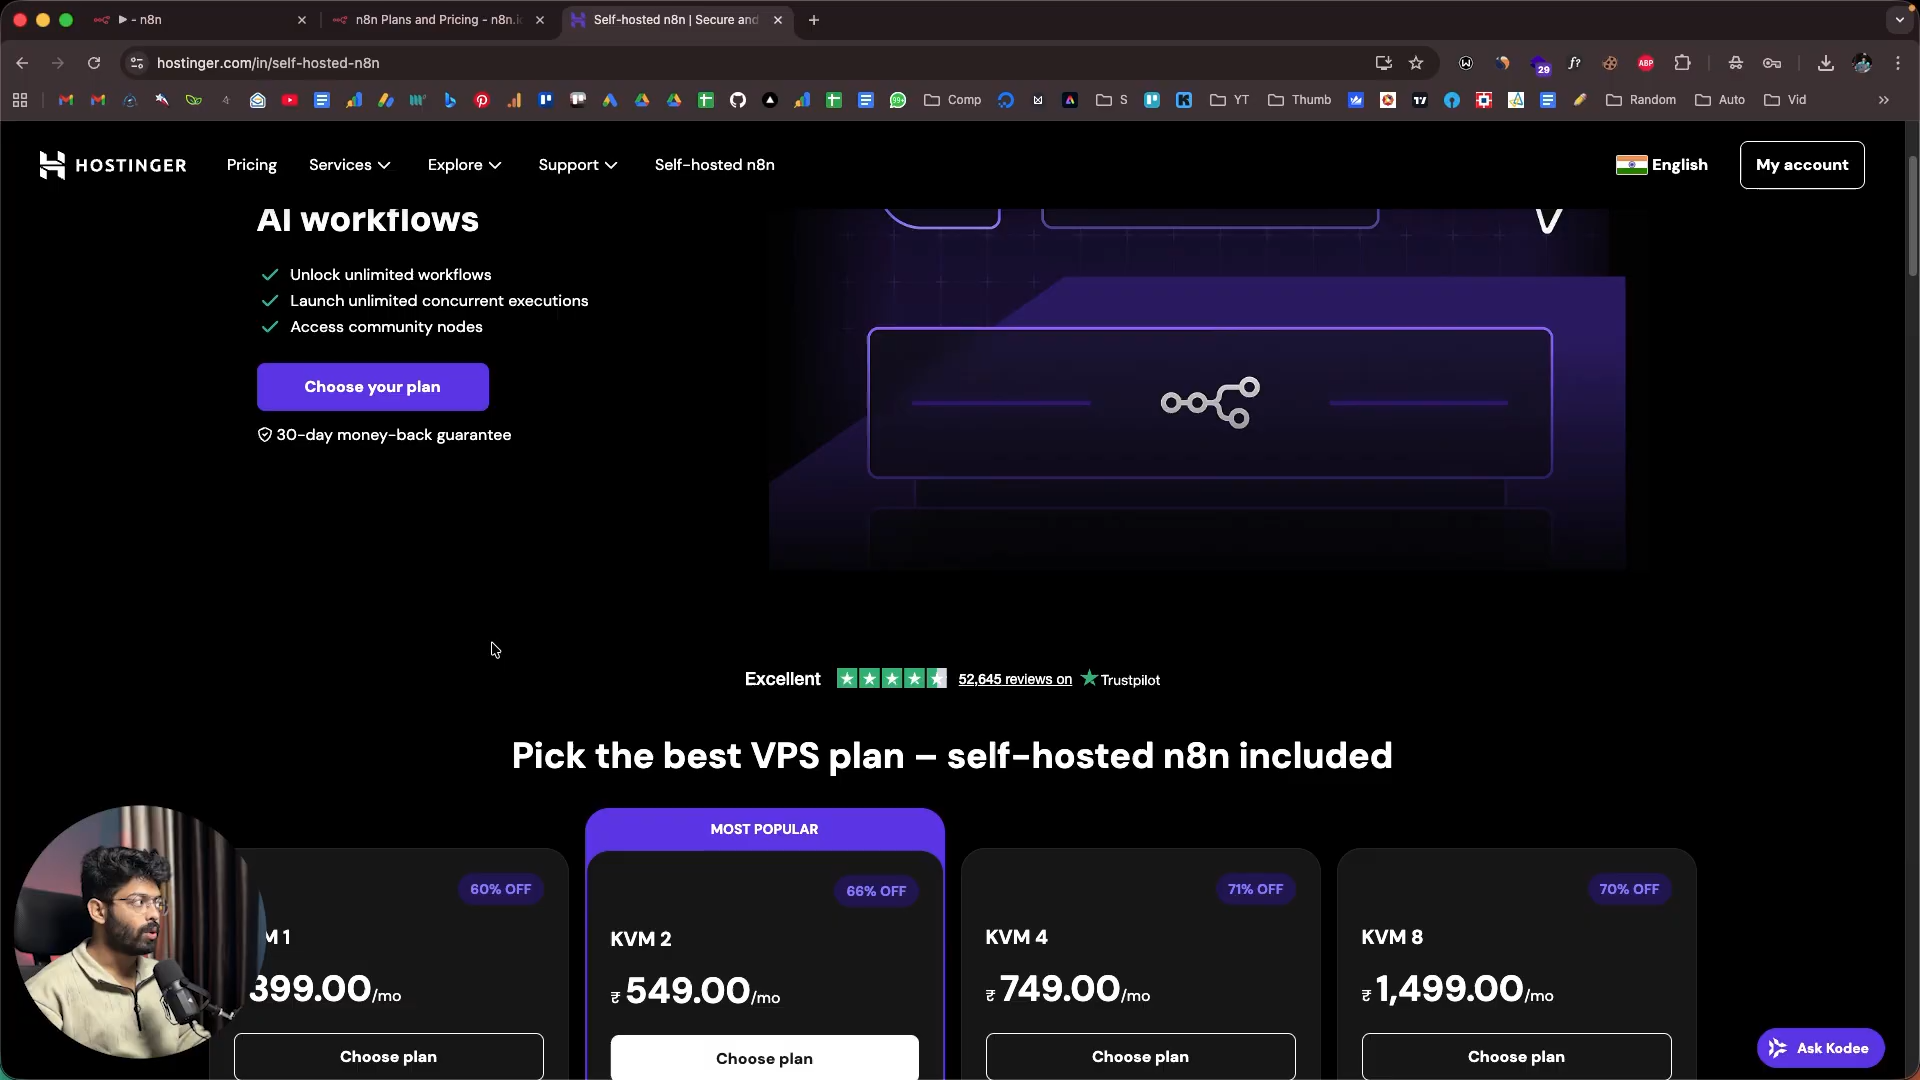 ▶ - n8n
n8n Plans and Pricing - n8n.i
Self-hosted n8n | Secure and
hostinger.com/in/self-hosted-n8n
29
ABP
Comp
S
YT
Thumb
Random
Auto
Vid
HOSTINGER
Pricing
Services
Explore
Support
Self-hosted n8n
English
My account
AI workflows
Unlock unlimited workflows
Launch unlimited concurrent executions
Access community nodes
Choose your plan
30-day money-back guarantee
Excellent
52,645 reviews on
Trustpilot
Pick the best VPS plan – self-hosted n8n included
MOST POPULAR
60% OFF
M 1
399.00/mo
Choose plan
66% OFF
KVM 2
₹ 549.00/mo
Choose plan
71% OFF
KVM 4
₹ 749.00/mo
Choose plan
70% OFF
KVM 8
₹ 1,499.00/mo
Choose plan
Ask Kodee